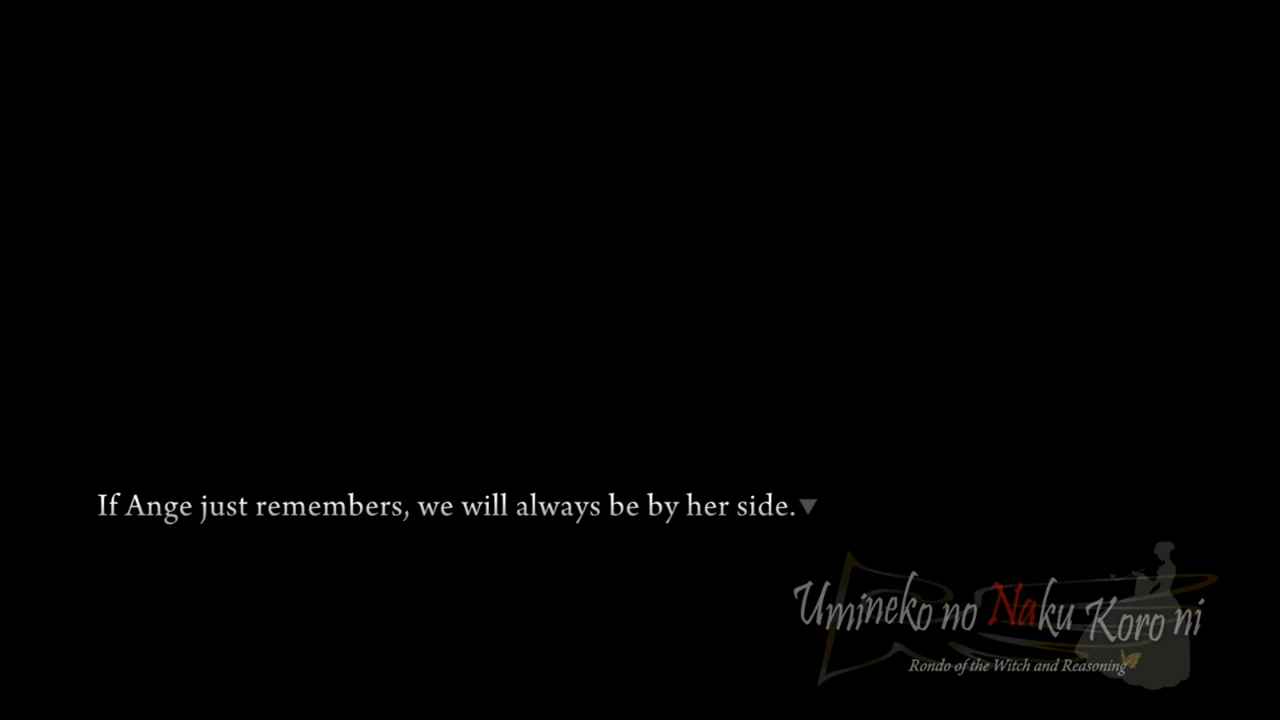 If Ange just remembers, we will always be by her side.
Umineko no Naku Koro ni
Rondo of the Witch and Reasoning